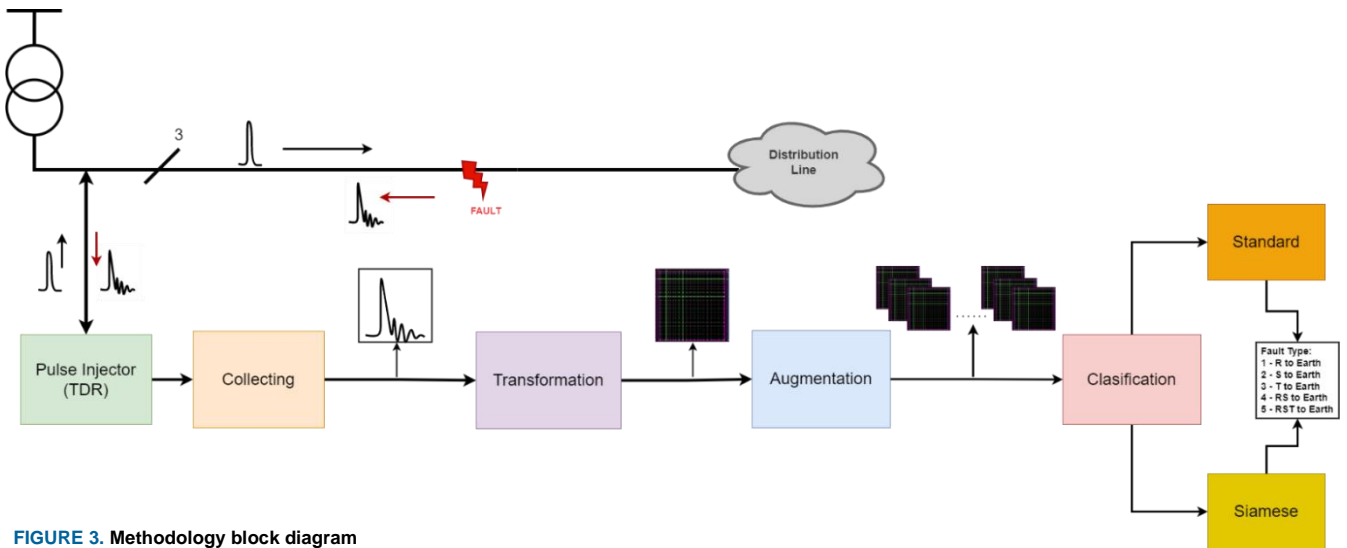 3
Distribution
Line
FAULT
Standard
Pulse Injector
(TDR)
Collecting
Transformation
Augmentation
......
Clasification
Fault Type:
1 - R to Earth
2 - S to Earth
3 - T to Earth
4 - RS to Earth
5 - RST to Earth
Siamese
FIGURE 3. Methodology block diagram